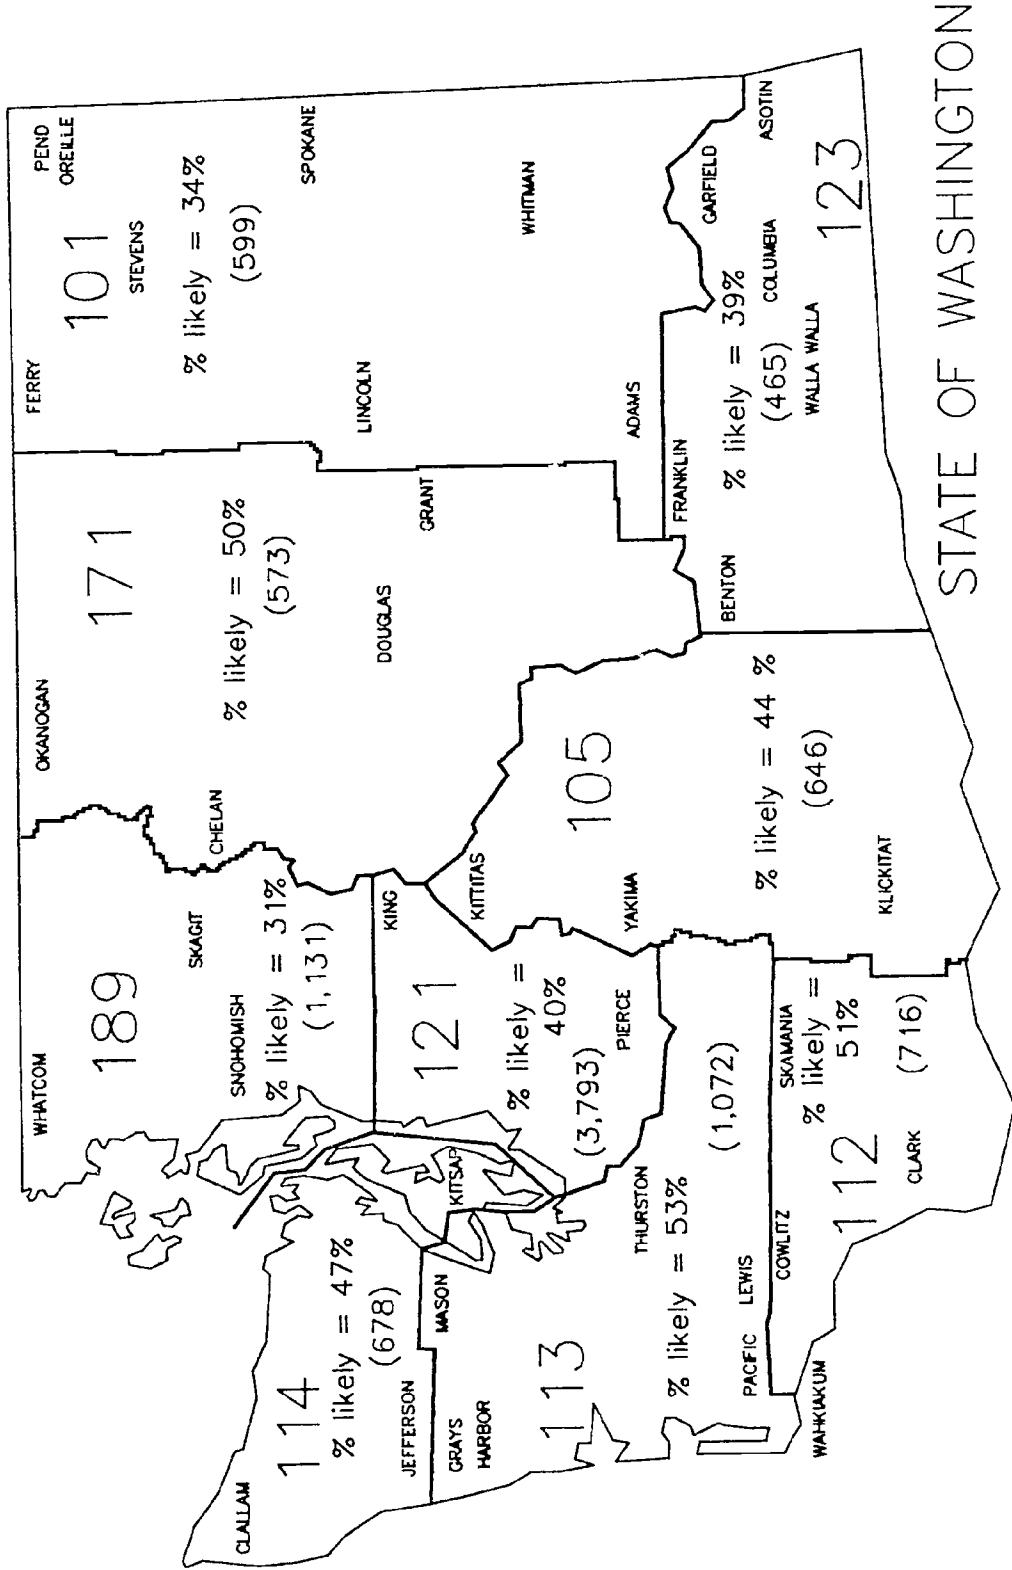 CLALLAM
114
% likely = 47%
(678)
JEFFERSON
WHATCOM
189
SKAGIT
SNOHOMISH
% likely = 31%
(1,131)
OKANOGAN
171
CHELAN
% likely = 50%
(573)
DOUGLAS
GRANT
FERRY
PEND
OREILLE
101
STEVENS
% likely = 34%
(599)
SPOKANE
LINCOLN
WHITMAN
ADAMS
KING
121
KITSAP
% likely =
40%
(3,793)
PIERCE
KITTITAS
105
YAKIMA
% likely = 44 %
(646)
KLICKITAT
MASON
GRAYS
HARBOR
113
THURSTON
% likely = 53%
(1,072)
PACIFIC
LEWIS
WAHKIAKUM
COWLITZ
SKAMANIA
% likely =
51%
112
(716)
CLARK
FRANKLIN
BENTON
GARFIELD
ASOTIN
% likely = 39%
(465)
COLUMBIA
WALLA WALLA
123
STATE OF WASHINGTON